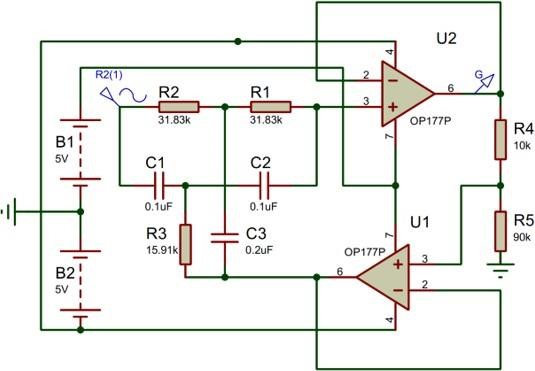 U2
4
2
3
6
7
OP177P
G
R2(1)
R2
31.83k
R1
31.83k
B1
5V
C1
0.1uF
C2
0.1uF
R4
10k
R3
15.91k
C3
0.2uF
U1
OP177P
7
3
2
6
4
R5
90k
B2
5V